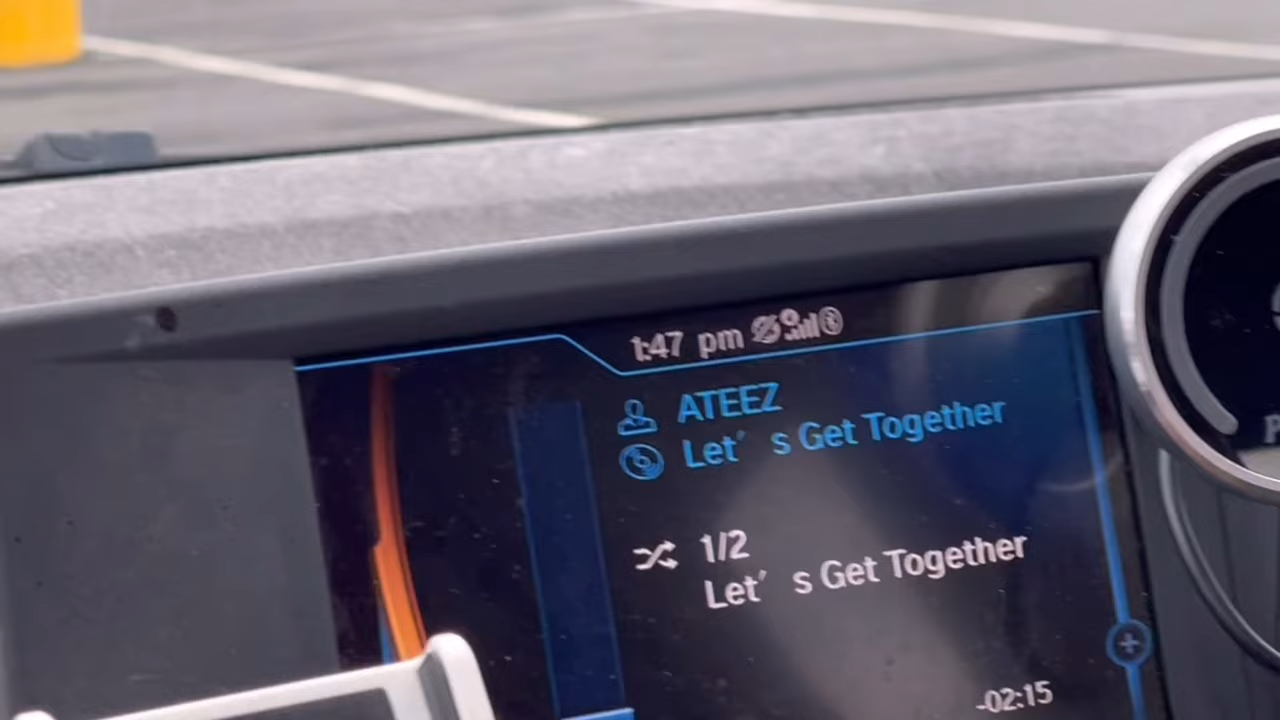 1:47 pm
ATEEZ
Let´ s Get Together
1/2
Let´ s Get Together
-02:15